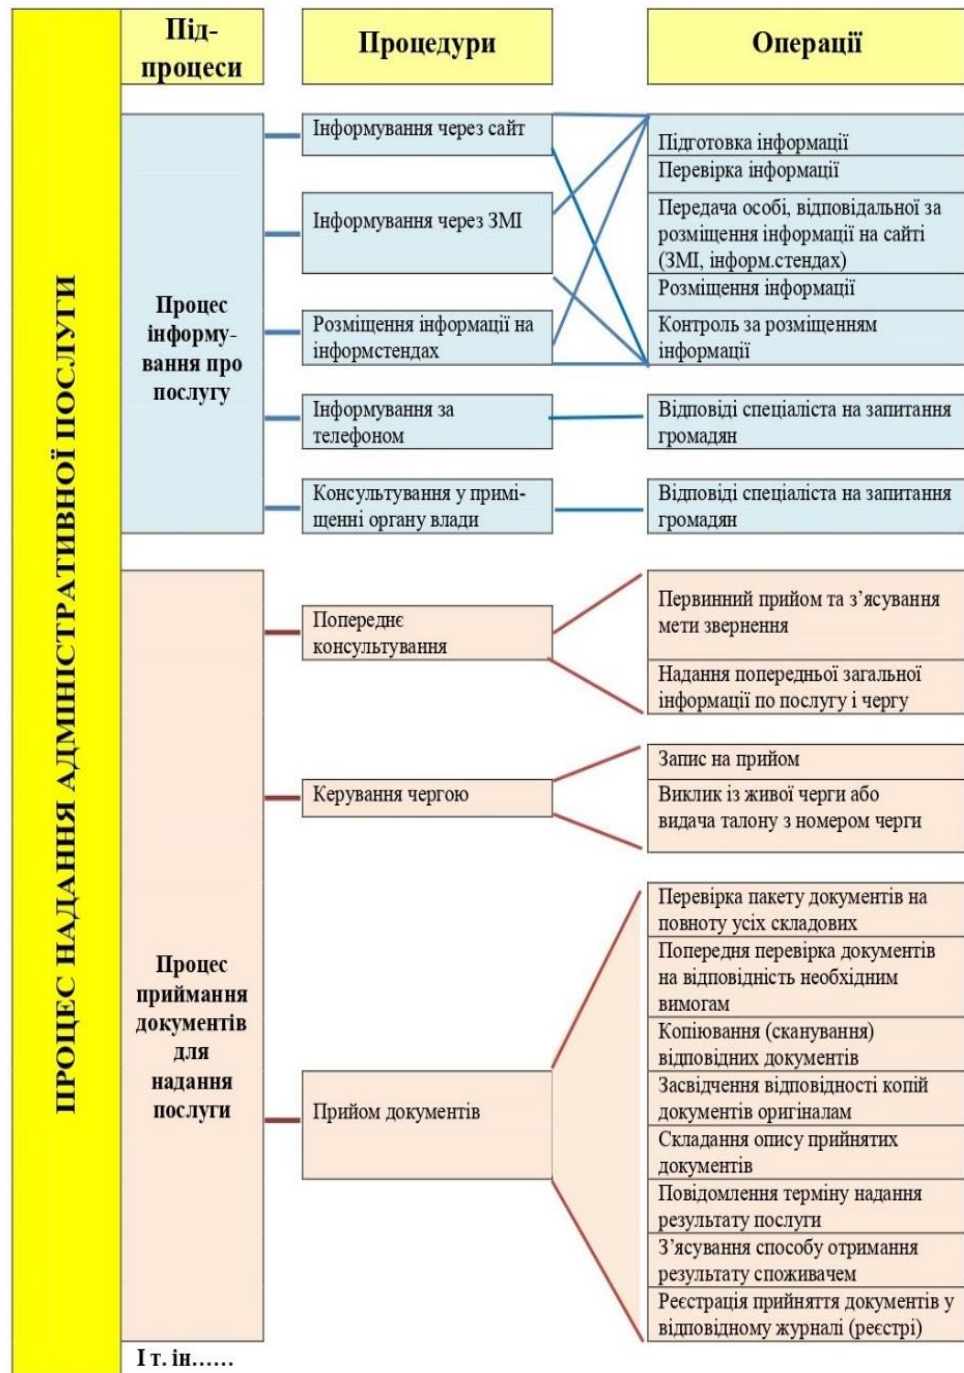 ПРОЦЕС НАДАННЯ АДМІНІСТРАТИВНОЇ ПОСЛУГИ
Під-
процеси
Процедури
Операції
Процес
інформу-
вання про
послугу
Інформування через сайт
Інформування через ЗМІ
Розміщення інформації на
інформстендах
Інформування за
телефоном
Консультування у примі-
щенні органу влади
Підготовка інформації
Перевірка інформації
Передача особі, відповідальної за
розміщення інформації на сайті
(ЗМІ, інформ.стендах)
Розміщення інформації
Контроль за розміщенням
інформації
Відповіді спеціаліста на запитання
громадян
Відповіді спеціаліста на запитання
громадян
Процес
приймання
документів
для
надання
послуги
Попереднє
консультування
Первинний прийом та з’ясування
мети звернення
Надання попередньої загальної
інформації по послугу і чергу
Керування чергою
Запис на прийом
Виклик із живої черги або
видача талону з номером черги
Прийом документів
Перевірка пакету документів на
повноту усіх складових
Попередня перевірка документів
на відповідність необхідним
вимогам
Копіювання (сканування)
відповідних документів
Засвідчення відповідності копій
документів оригіналам
Складання опису прийнятих
документів
Повідомлення терміну надання
результату послуги
З’ясування способу отримання
результату споживачем
Реєстрація прийняття документів у
відповідному журналі (реєстрі)
І т. ін……